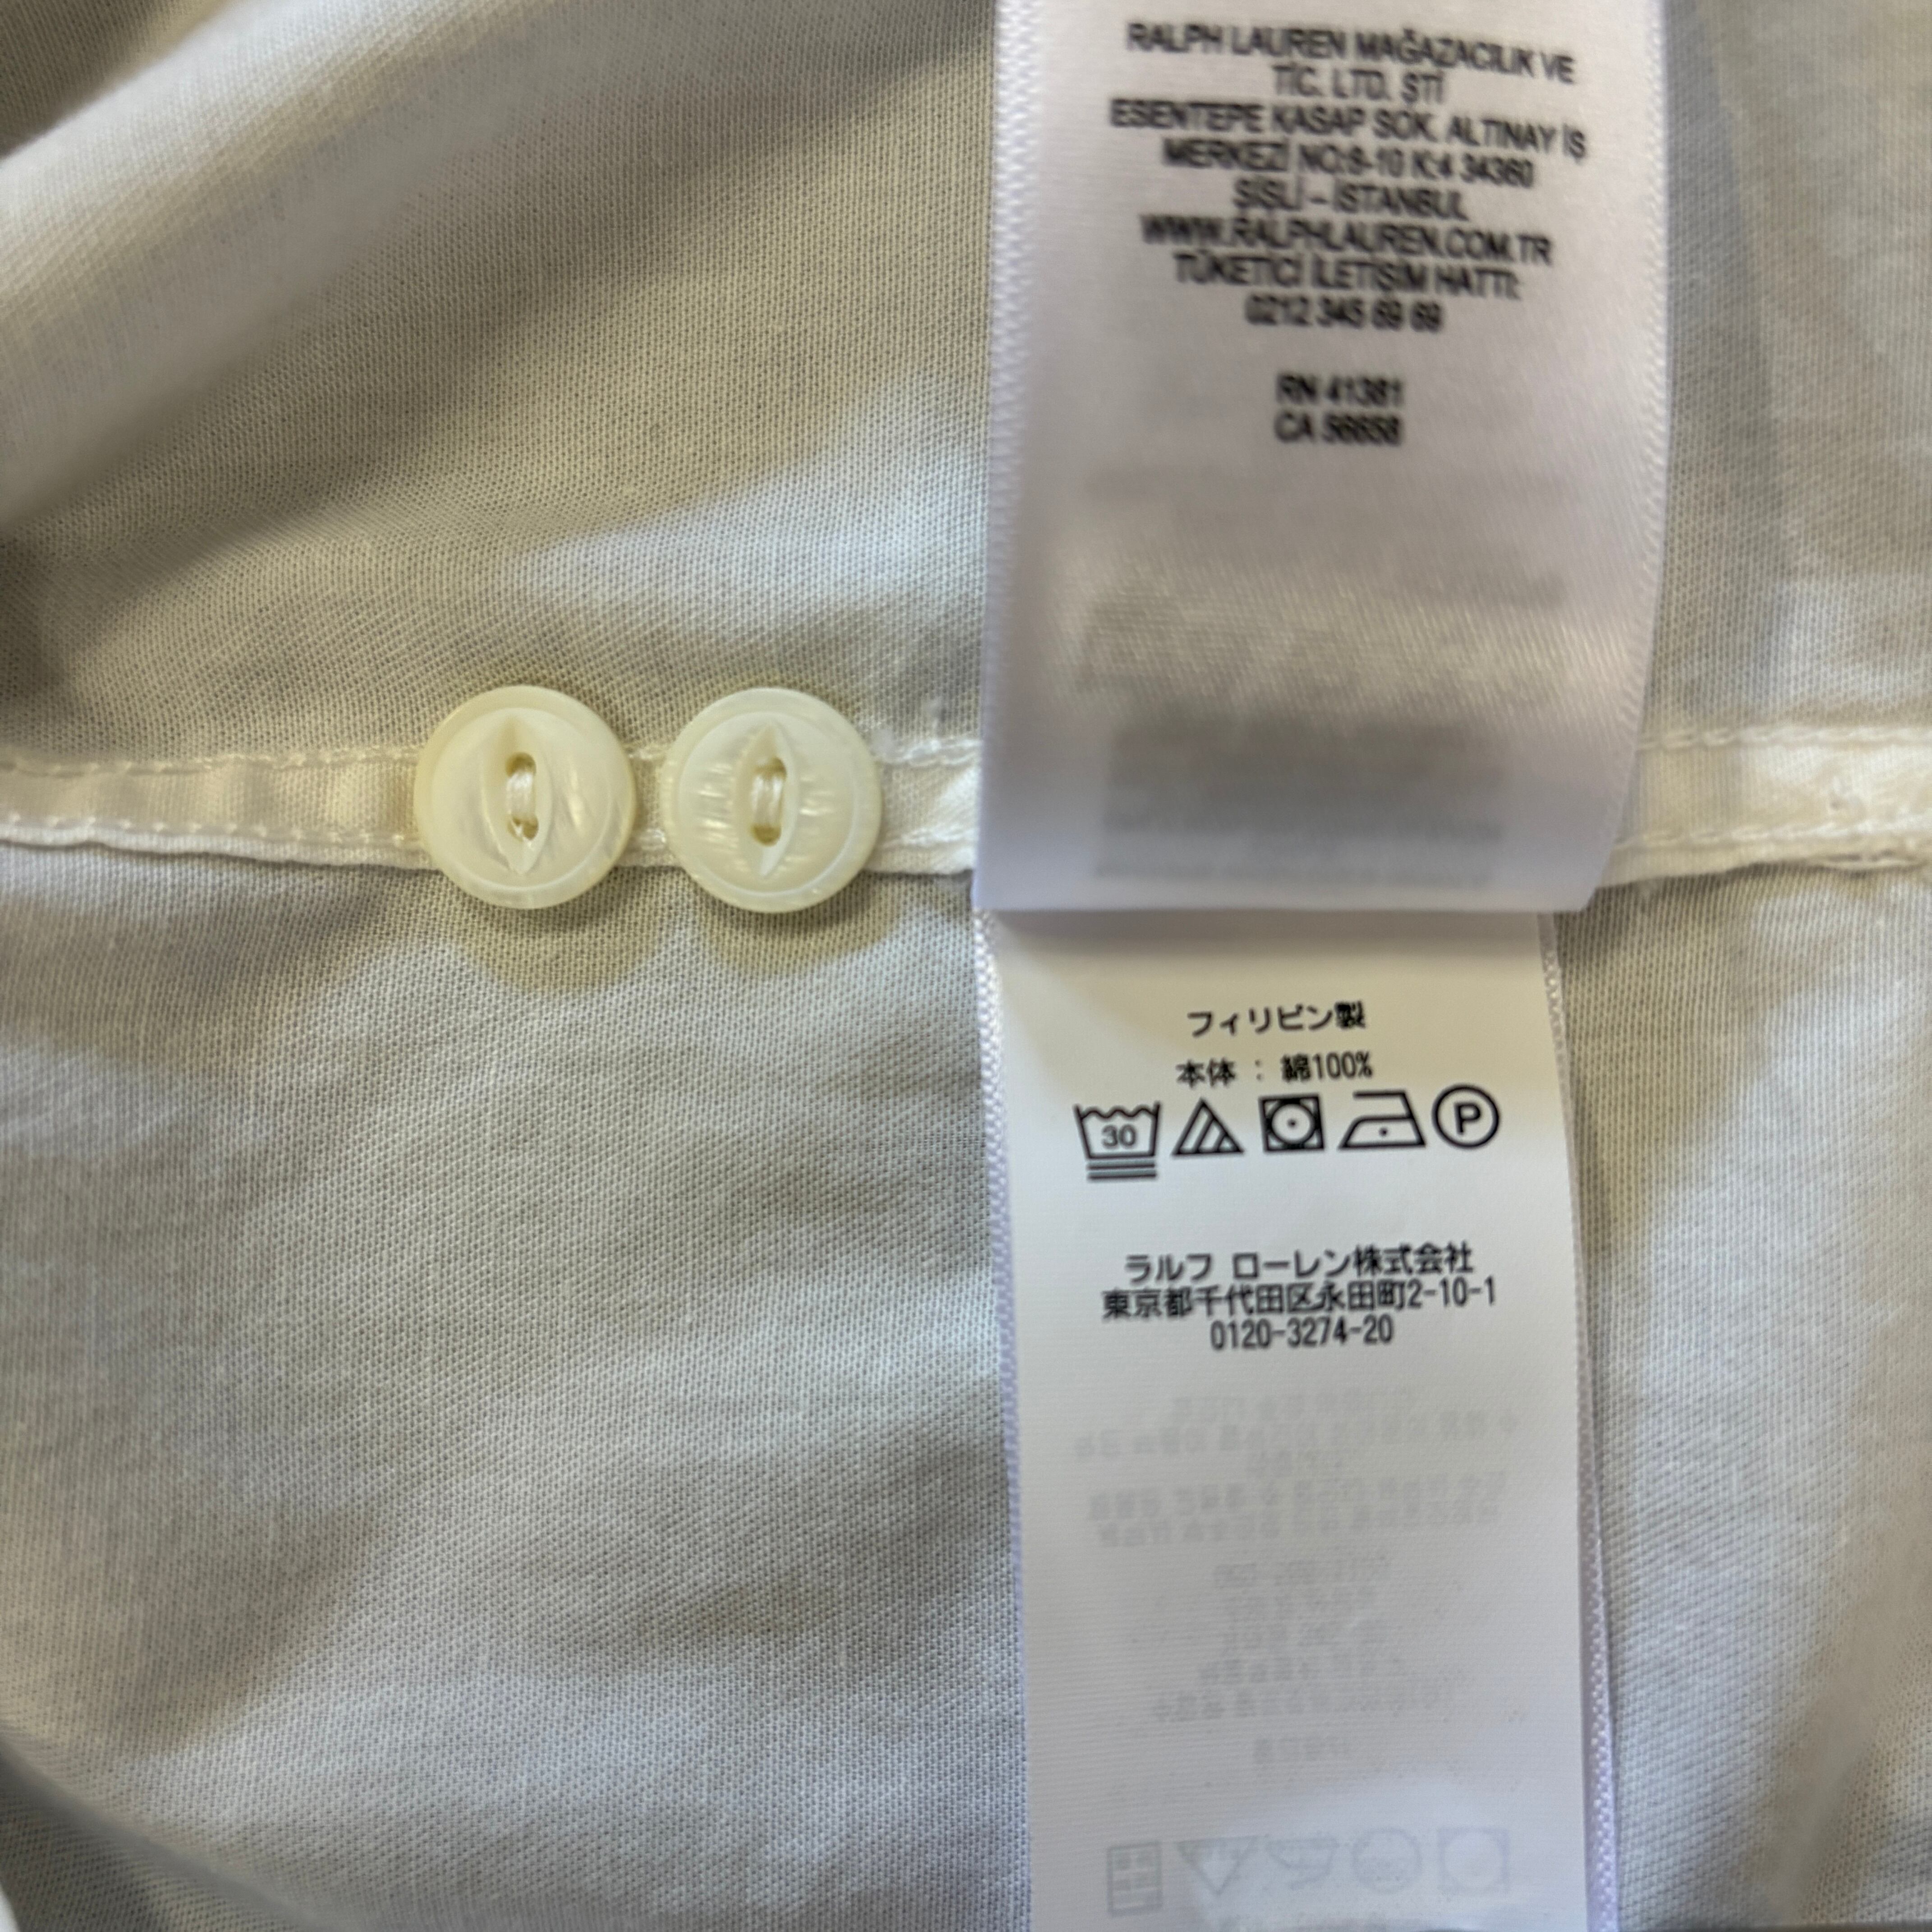 RALPH LAUREN MAĞAZACILIK VE
TİC. LTD. ŞTİ
ESENTEPE KASAP SOK. ALTINAY İŞ
MERKEZİ NO:8-10 K:4 34360
ŞİŞLİ – İSTANBUL
WWW.RALPHLAUREN.COM.TR
TÜKETİCİ İLETİŞİM HATTI:
0212 345 69 69
RN 41381
CA 56658
フィリピン製
本体 : 綿100%
30 P
ラルフ ローレン株式会社
東京都千代田区永田町2-10-1
0120-3274-20